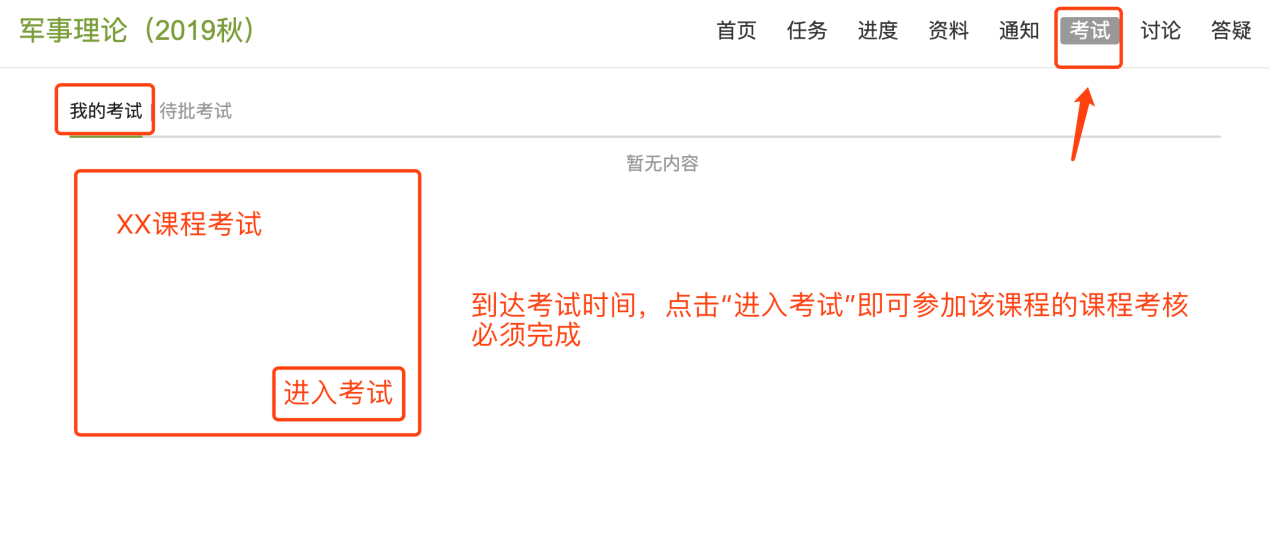 军事理论（2019秋）
首页 任务 进度 资料 通知 考试 讨论 答疑
我的考试 | 待批考试
暂无内容
XX课程考试
到达考试时间，点击“进入考试”即可参加该课程的课程考核
必须完成
进入考试